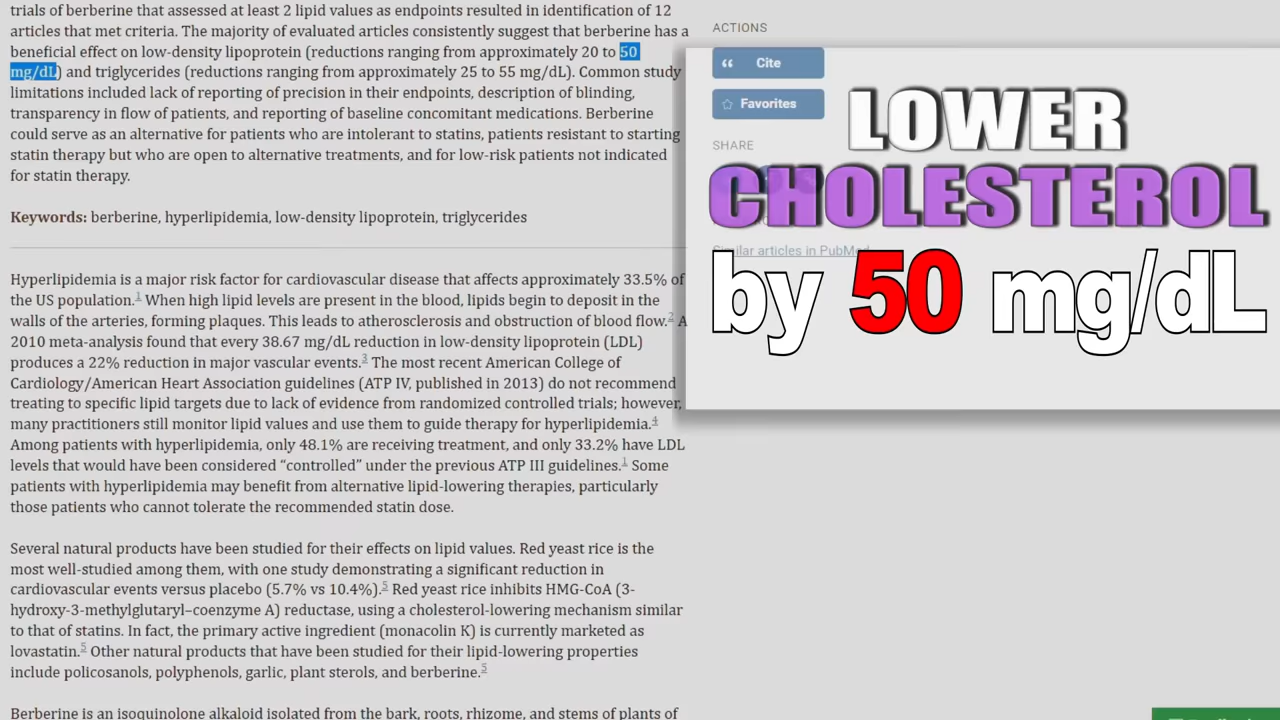 trials of berberine that assessed at least 2 lipid values as endpoints resulted in identification of 12
articles that met criteria. The majority of evaluated articles consistently suggest that berberine has a
beneficial effect on low-density lipoprotein (reductions ranging from approximately 20 to 50
mg/dL) and triglycerides (reductions ranging from approximately 25 to 55 mg/dL). Common study
limitations included lack of reporting of precision in their endpoints, description of blinding,
transparency in flow of patients, and reporting of baseline concomitant medications. Berberine
could serve as an alternative for patients who are intolerant to statins, patients resistant to starting
statin therapy but who are open to alternative treatments, and for low-risk patients not indicated
for statin therapy.
Keywords: berberine, hyperlipidemia, low-density lipoprotein, triglycerides
Hyperlipidemia is a major risk factor for cardiovascular disease that affects approximately 33.5% of
the US population.1 When high lipid levels are present in the blood, lipids begin to deposit in the
walls of the arteries, forming plaques. This leads to atherosclerosis and obstruction of blood flow.2 A
2010 meta-analysis found that every 38.67 mg/dL reduction in low-density lipoprotein (LDL)
produces a 22% reduction in major vascular events.3 The most recent American College of
Cardiology/American Heart Association guidelines (ATP IV, published in 2013) do not recommend
treating to specific lipid targets due to lack of evidence from randomized controlled trials; however,
many practitioners still monitor lipid values and use them to guide therapy for hyperlipidemia.4
Among patients with hyperlipidemia, only 48.1% are receiving treatment, and only 33.2% have LDL
levels that would have been considered “controlled” under the previous ATP III guidelines.1 Some
patients with hyperlipidemia may benefit from alternative lipid-lowering therapies, particularly
those patients who cannot tolerate the recommended statin dose.
Several natural products have been studied for their effects on lipid values. Red yeast rice is the
most well-studied among them, with one study demonstrating a significant reduction in
cardiovascular events versus placebo (5.7% vs 10.4%).5 Red yeast rice inhibits HMG-CoA (3-
hydroxy-3-methylglutaryl–coenzyme A) reductase, using a cholesterol-lowering mechanism similar
to that of statins. In fact, the primary active ingredient (monacolin K) is currently marketed as
lovastatin.5 Other natural products that have been studied for their lipid-lowering properties
include policosanols, polyphenols, garlic, plant sterols, and berberine.5
Berberine is an isoquinolone alkaloid isolated from the bark, roots, rhizome, and stems of plants of
ACTIONS
Cite
Favorites
SHARE
Similar articles in PubMed
LOWER
CHOLESTEROL
by 50 mg/dL